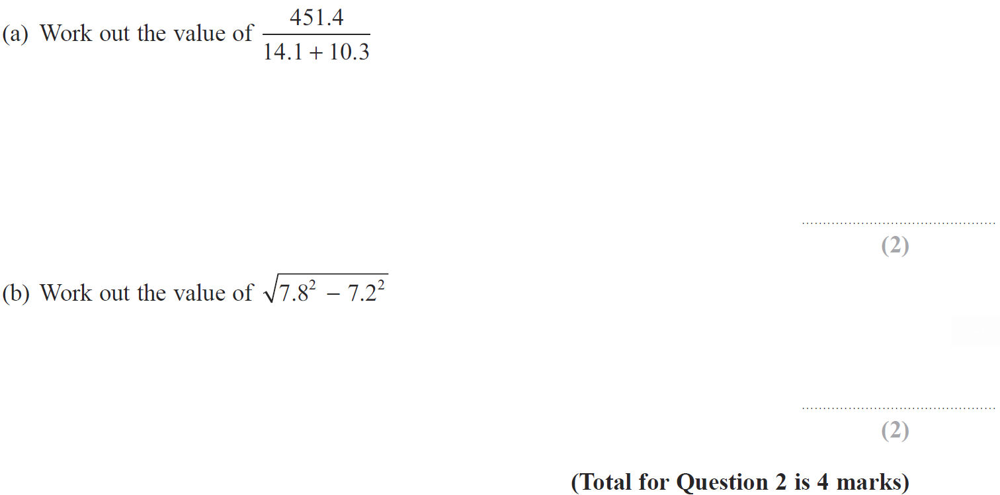 (a) Work out the value of 451.4 / 14.1 + 10.3
(2)
(b) Work out the value of √7.8² − 7.2²
(2)
(Total for Question 2 is 4 marks)